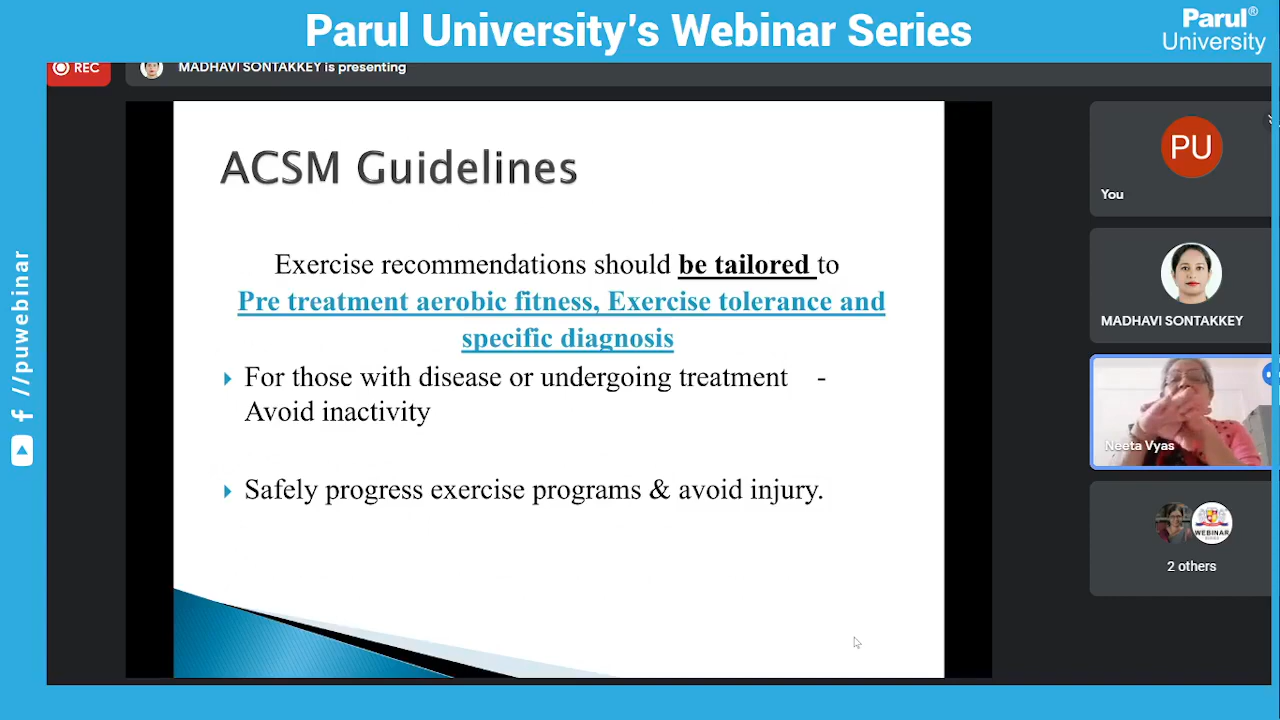 Parul University's Webinar Series
Parul®
University
REC
MADHAVI SONTAKKEY is presenting
ACSM Guidelines
Exercise recommendations should be tailored to
Pre treatment aerobic fitness, Exercise tolerance and
specific diagnosis
For those with disease or undergoing treatment -
Avoid inactivity
Safely progress exercise programs & avoid injury.
PU
You
MADHAVI SONTAKKEY
Neeta Vyas
WEBINAR
2 others
//puwebinar